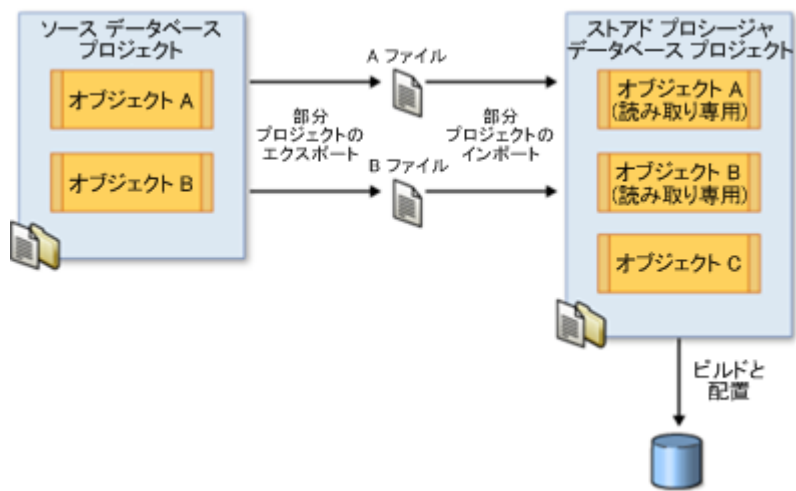 ソース データベース
プロジェクト
オブジェクト A
オブジェクト B
A ファイル
部分
プロジェクトの
エクスポート
B ファイル
部分
プロジェクトの
インポート
ストアド プロシージャ
データベース プロジェクト
オブジェクト A
(読み取り専用)
オブジェクト B
(読み取り専用)
オブジェクト C
ビルドと
配置